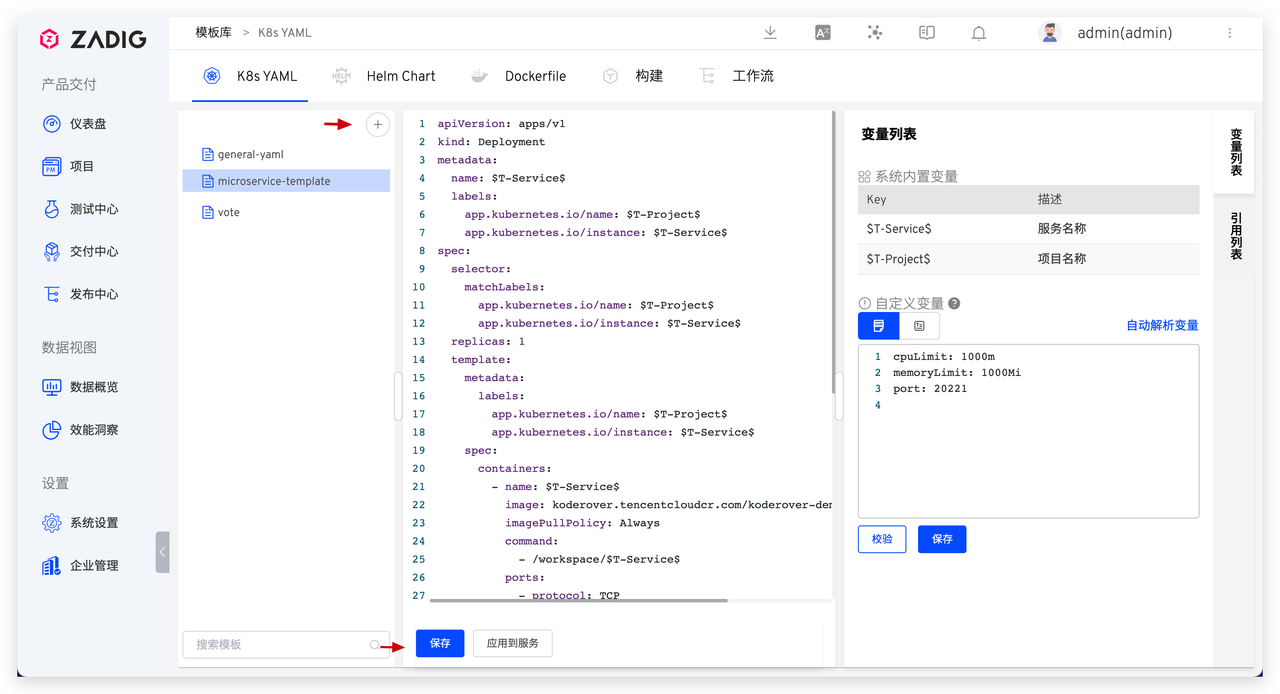 ZADIG
模板库 > K8s YAML
admin(admin)
产品交付
仪表盘
项目
测试中心
交付中心
发布中心
数据视图
数据概览
效能洞察
设置
系统设置
企业管理
K8s YAML
Helm Chart
Dockerfile
构建
工作流
general-yaml
microservice-template
vote
搜索模板
1 apiVersion: apps/v1
2 kind: Deployment
3 metadata:
4 name: $T-Service$
5 labels:
6 app.kubernetes.io/name: $T-Project$
7 app.kubernetes.io/instance: $T-Service$
8 spec:
9 selector:
10 matchLabels:
11 app.kubernetes.io/name: $T-Project$
12 app.kubernetes.io/instance: $T-Service$
13 replicas: 1
14 template:
15 metadata:
16 labels:
17 app.kubernetes.io/name: $T-Project$
18 app.kubernetes.io/instance: $T-Service$
19 spec:
20 containers:
21 - name: $T-Service$
22 image: koderover.tencentcloudcr.com/koderover-dem
23 imagePullPolicy: Always
24 command:
25 - /workspace/$T-Service$
26 ports:
27 - protocol: TCP
保存
应用到服务
变量列表
系统内置变量
Key 描述
$T-Service$ 服务名称
$T-Project$ 项目名称
自定义变量
自动解析变量
1 cpuLimit: 1000m
2 memoryLimit: 1000Mi
3 port: 20221
4
校验
保存
变量列表
引用列表